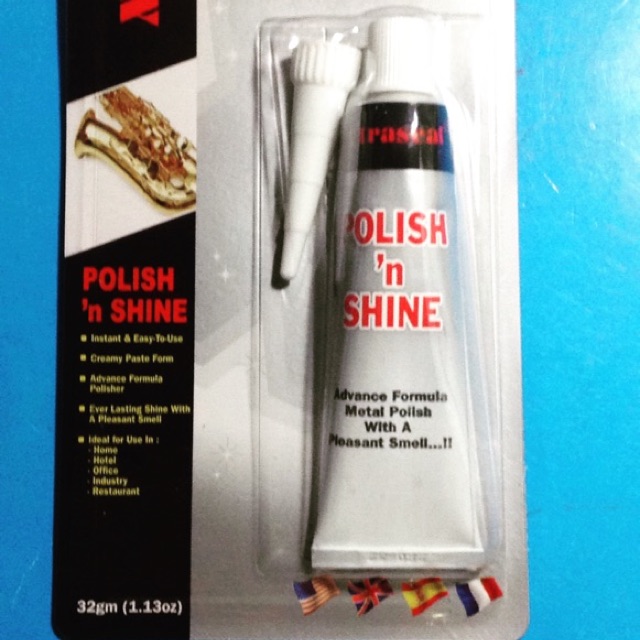 POLISH
'n SHINE
Instant & Easy-To-Use
Creamy Paste Form
Advance Formula
Polisher
Ever Lasting Shine With
A Pleasant Smell
Ideal for Use In :
Home
Hotel
Office
Industry
Restaurant
32gm (1.13oz)
POLISH
'n
SHINE
Advance Formula
Metal Polish
With A
Pleasant Smell...!!